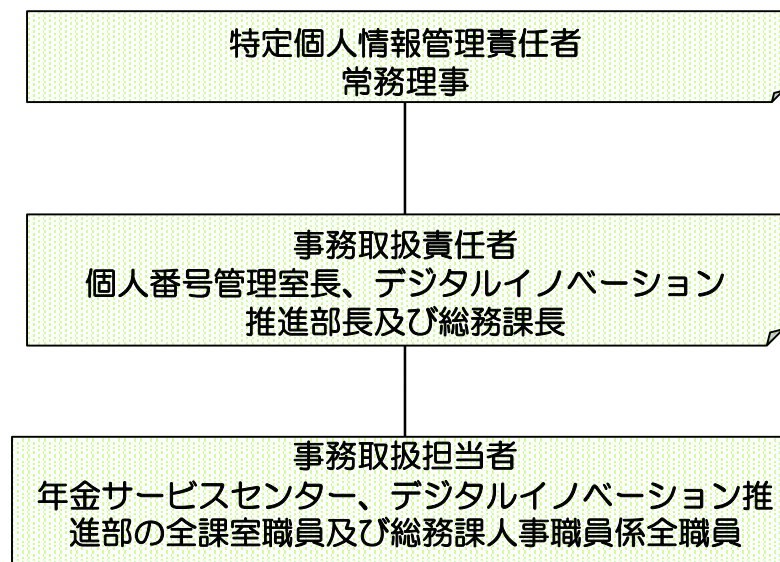 特定個人情報管理責任者
常務理事
事務取扱責任者
個人番号管理室長、デジタルイノベーション
推進部長及び総務課長
事務取扱担当者
年金サービスセンター、デジタルイノベーション推
進部の全課室職員及び総務課人事職員係全職員